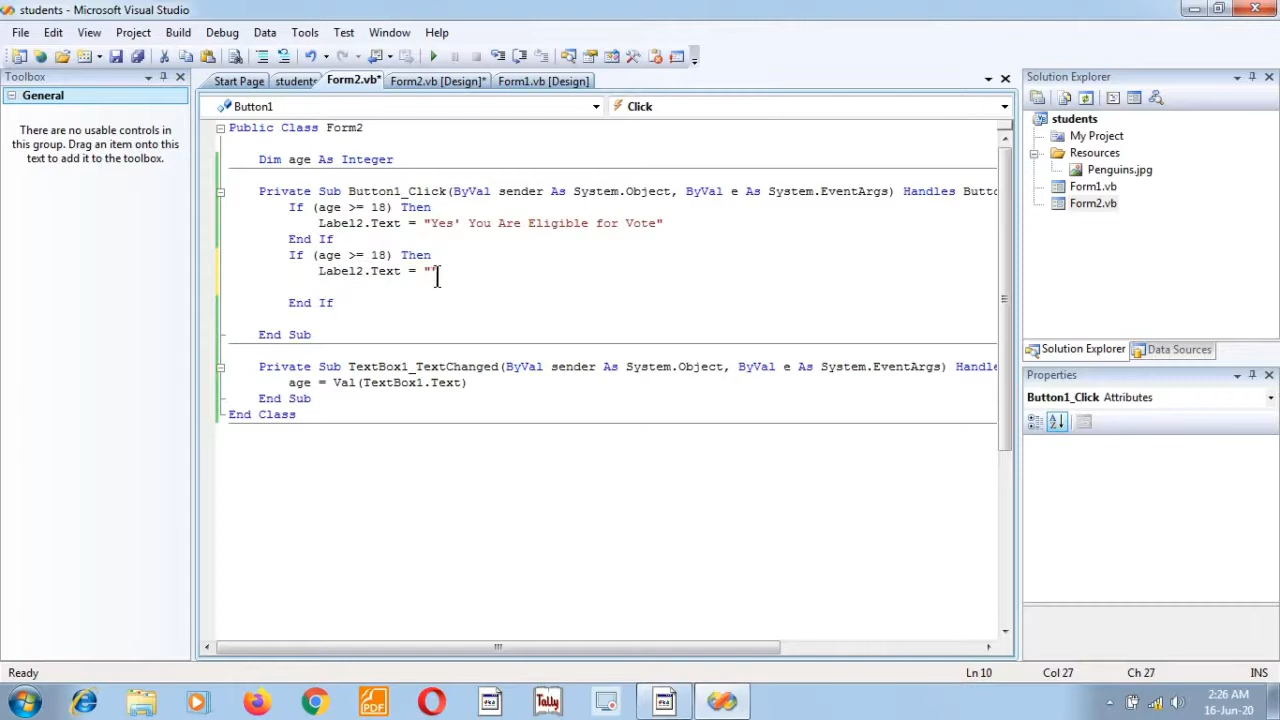 students - Microsoft Visual Studio
File Edit View Project Build Debug Data Tools Test Window Help
Toolbox
General
There are no usable controls in
this group. Drag an item onto this
text to add it to the toolbox.
Start Page
students
Form2.vb*
Form2.vb [Design]*
Form1.vb [Design]
Button1
Click
Public Class Form2
Dim age As Integer
Private Sub Button1_Click(ByVal sender As System.Object, ByVal e As System.EventArgs) Handles Butto
If (age >= 18) Then
Label2.Text = "Yes' You Are Eligible for Vote"
End If
If (age >= 18) Then
Label2.Text = ""
End If
End Sub
Private Sub TextBox1_TextChanged(ByVal sender As System.Object, ByVal e As System.EventArgs) Handle
age = Val(TextBox1.Text)
End Sub
End Class
Solution Explorer
students
My Project
Resources
Penguins.jpg
Form1.vb
Form2.vb
Solution Explorer
Data Sources
Properties
Button1_Click Attributes
Ready
Ln 10
Col 27
Ch 27
INS
PDF
Tally
2:26 AM
16-Jun-20